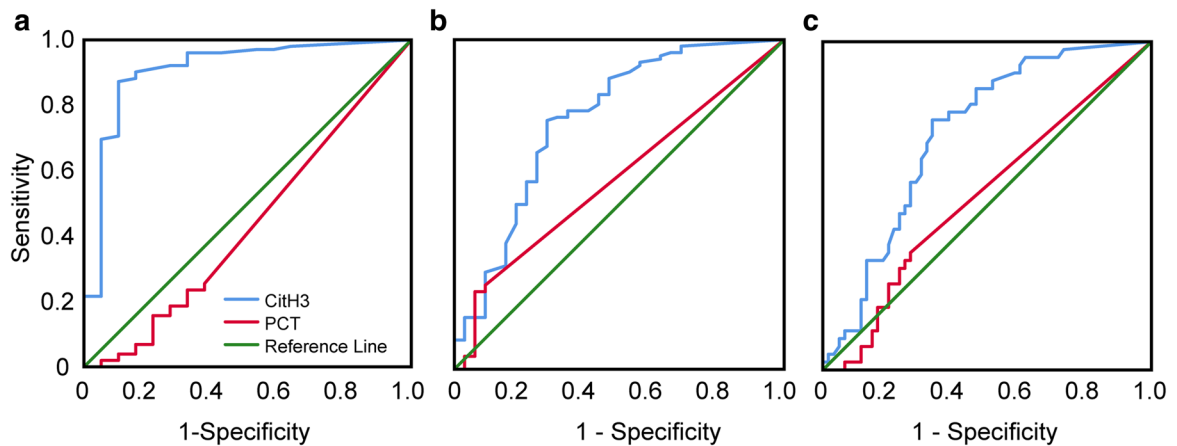 a
b
c
1.0
0.8
0.6
0.4
0.2
0
Sensitivity
CitH3
PCT
Reference Line
0 0.2 0.4 0.6 0.8 1.0
0 0.2 0.4 0.6 0.8 1.0
0 0.2 0.4 0.6 0.8 1.0
1-Specificity
1 - Specificity
1 - Specificity